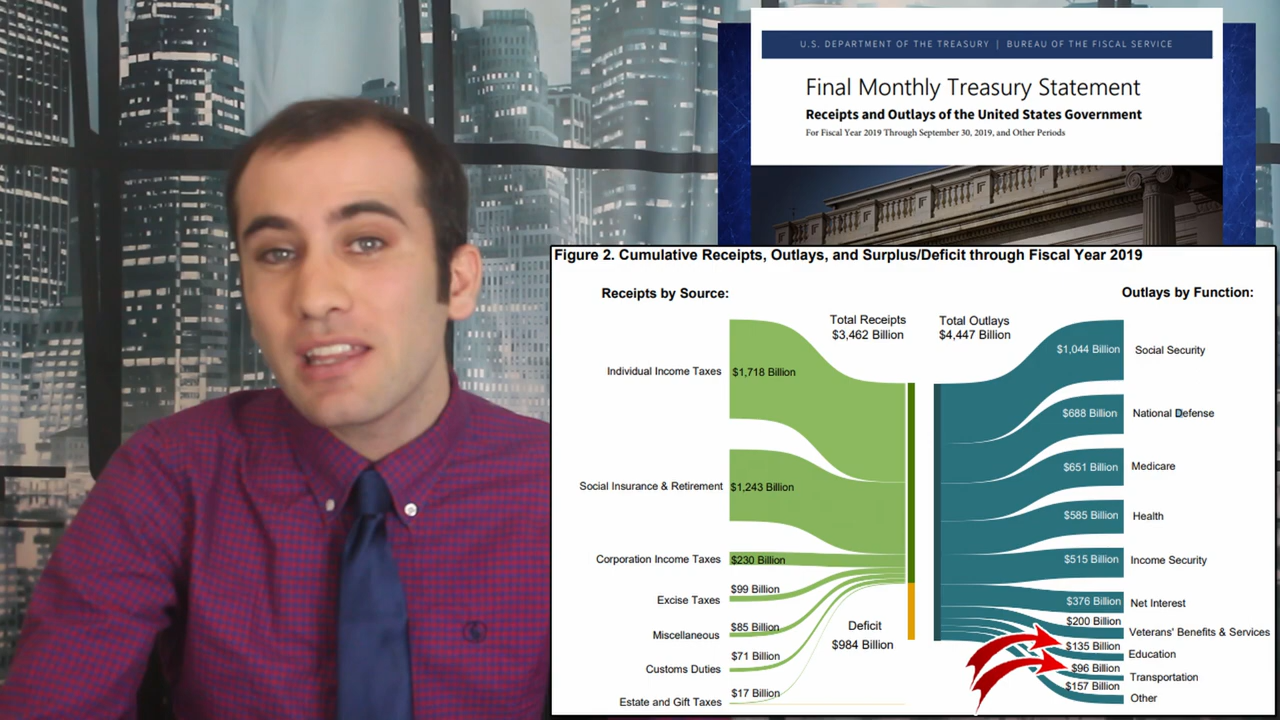 U.S. DEPARTMENT OF THE TREASURY | BUREAU OF THE FISCAL SERVICE
Final Monthly Treasury Statement
Receipts and Outlays of the United States Government
For Fiscal Year 2019 Through September 30, 2019, and Other Periods
Figure 2. Cumulative Receipts, Outlays, and Surplus/Deficit through Fiscal Year 2019
Receipts by Source:
Outlays by Function:
Total Receipts
$3,462 Billion
Total Outlays
$4,447 Billion
Individual Income Taxes $1,718 Billion
Social Insurance & Retirement $1,243 Billion
Corporation Income Taxes $230 Billion
Excise Taxes $99 Billion
Miscellaneous $85 Billion
Customs Duties $71 Billion
Estate and Gift Taxes $17 Billion
Deficit
$984 Billion
$1,044 Billion Social Security
$688 Billion National Defense
$651 Billion Medicare
$585 Billion Health
$515 Billion Income Security
$376 Billion Net Interest
$200 Billion Veterans' Benefits & Services
$135 Billion Education
$96 Billion Transportation
$157 Billion Other